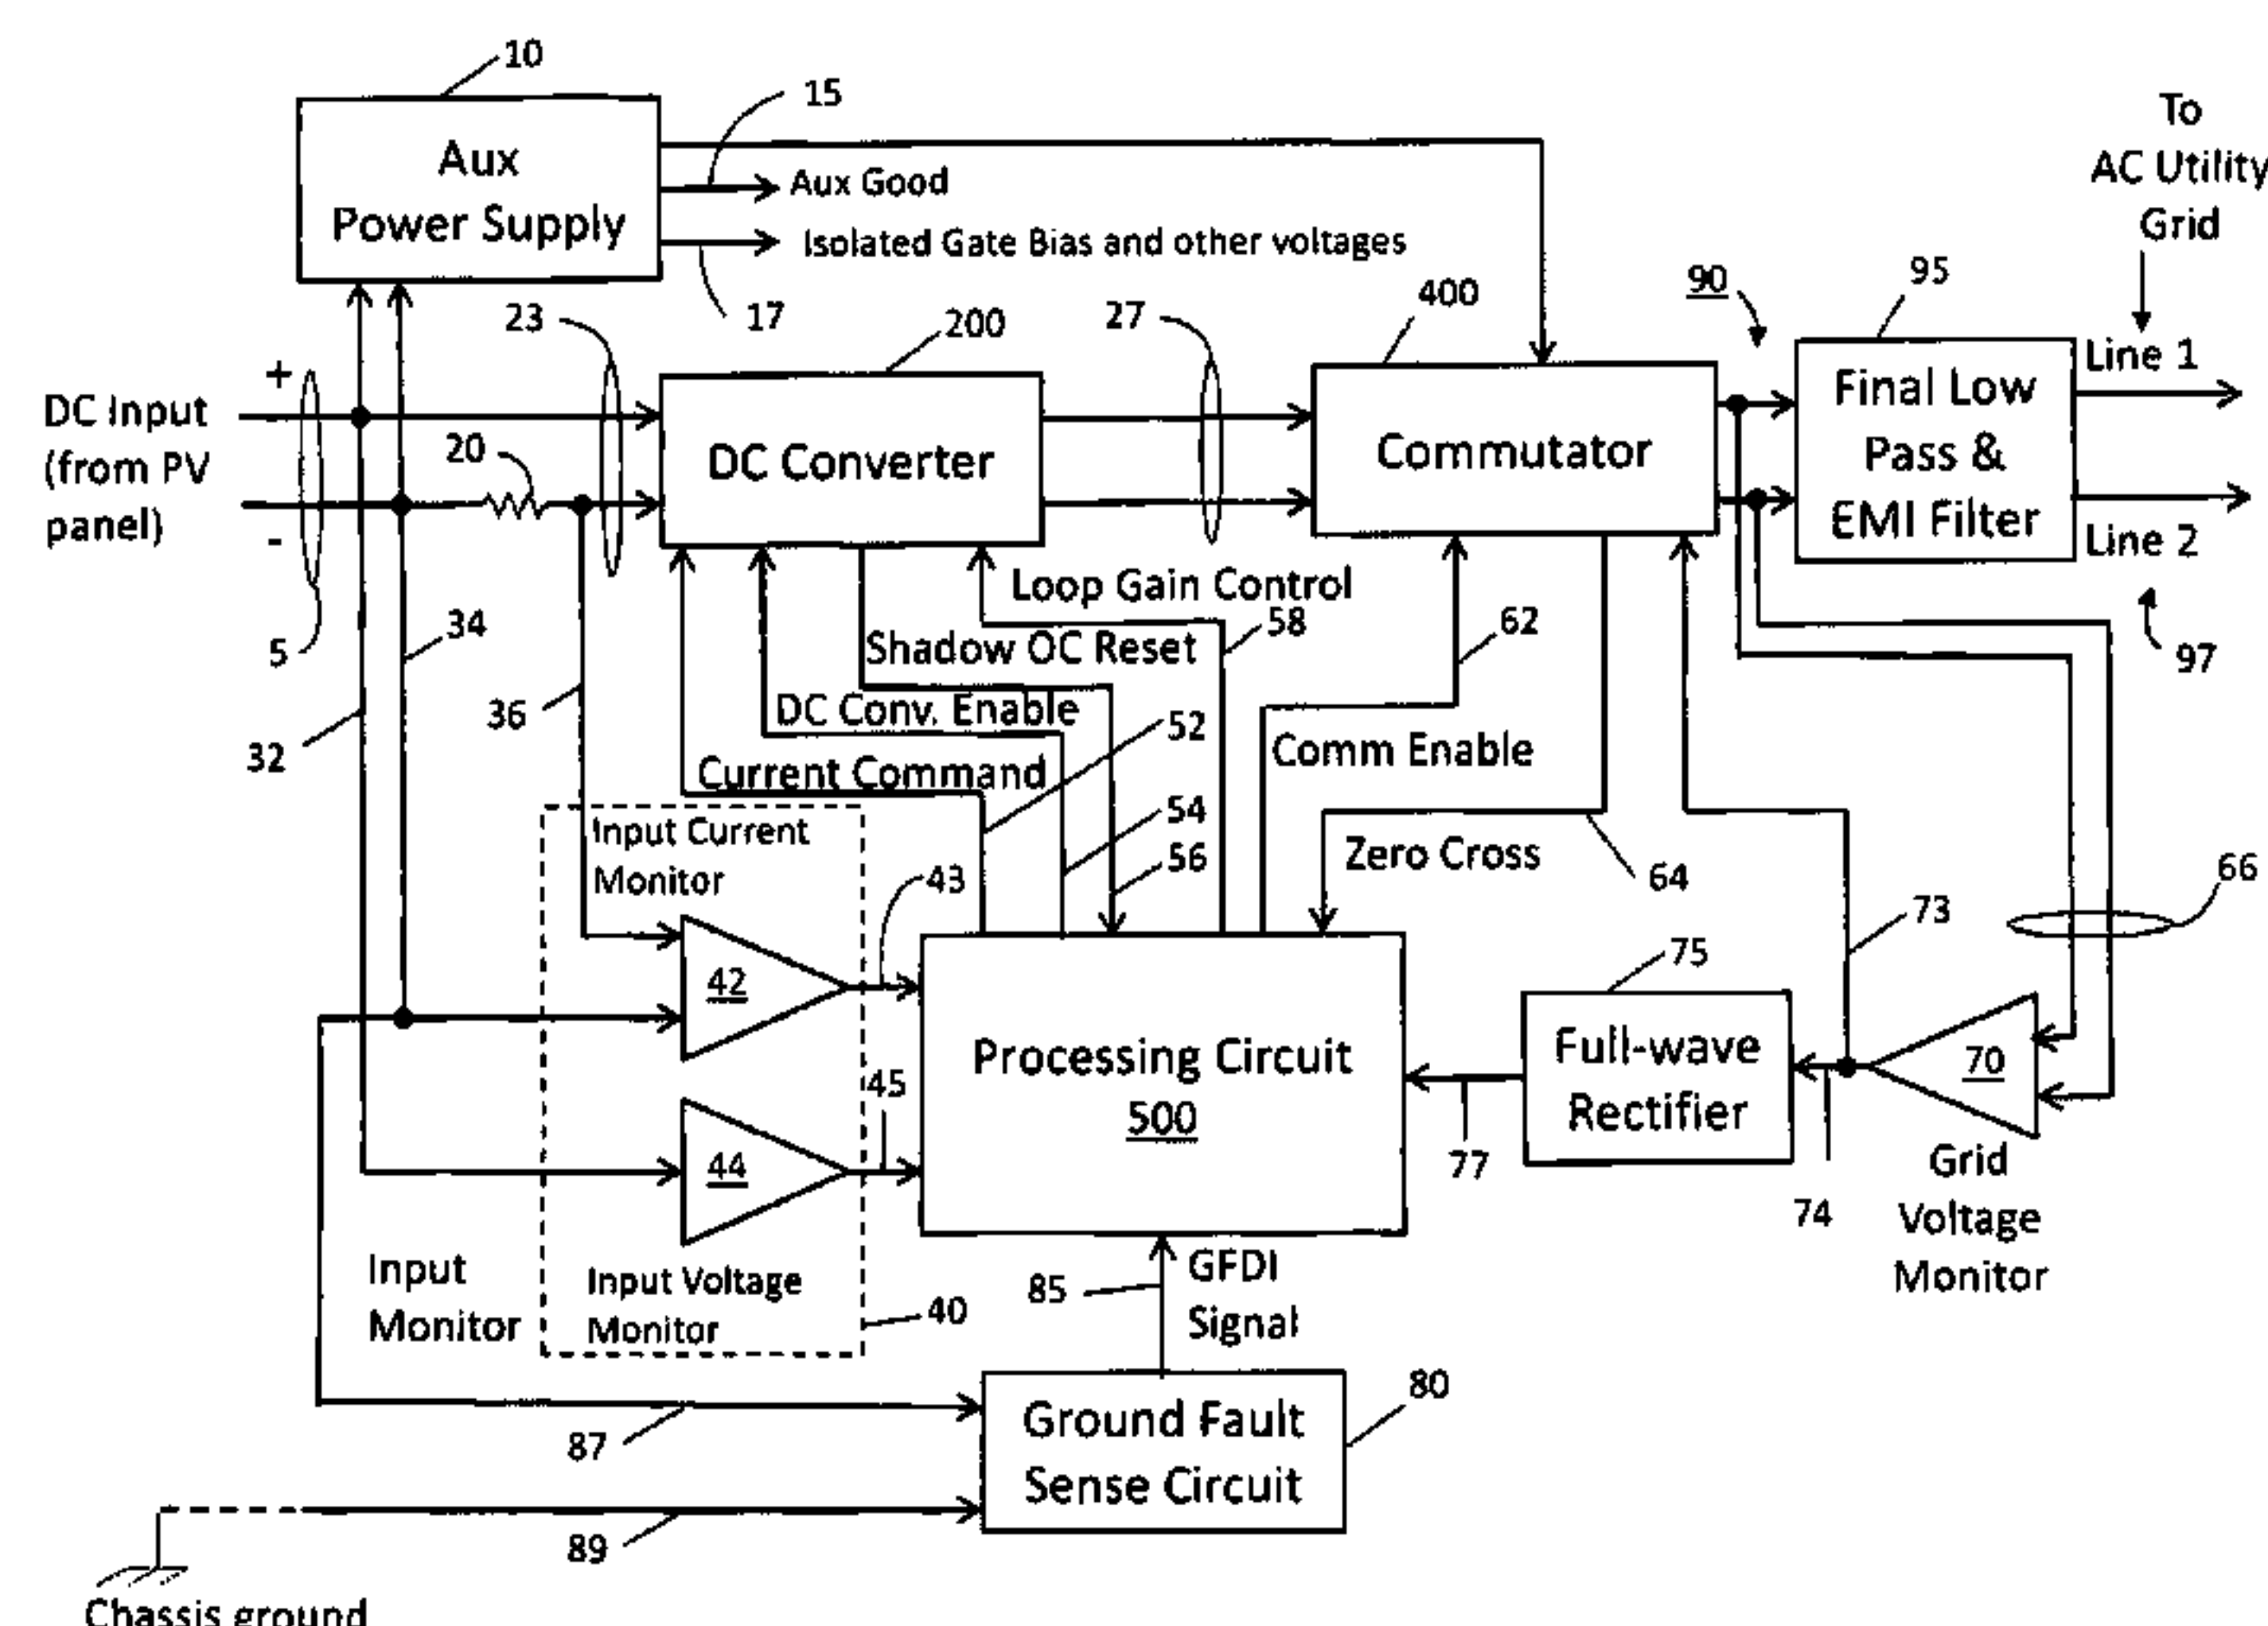 10
15
Aux
Power Supply
Aux Good
Isolated Gate Bias and other voltages
To
AC Utility
Grid
23
17
200
27
400
90
95
+
DC Input
(from PV
panel)
-
20
DC Converter
Commutator
Final Low
Pass &
EMI Filter
Line 1
Line 2
5
34
36
32
Loop Gain Control
58
Shadow OC Reset
DC Conv. Enable
52
Current Command
62
Comm Enable
97
54
56
Zero Cross
64
66
Input Current
Monitor
43
42
73
75
Processing Circuit
500
Full-wave
Rectifier
70
45
44
77
74
Grid
Voltage
Monitor
Input
Monitor
Input Voltage
Monitor
40
85
GFDI
Signal
80
87
Ground Fault
Sense Circuit
89
Chassis ground